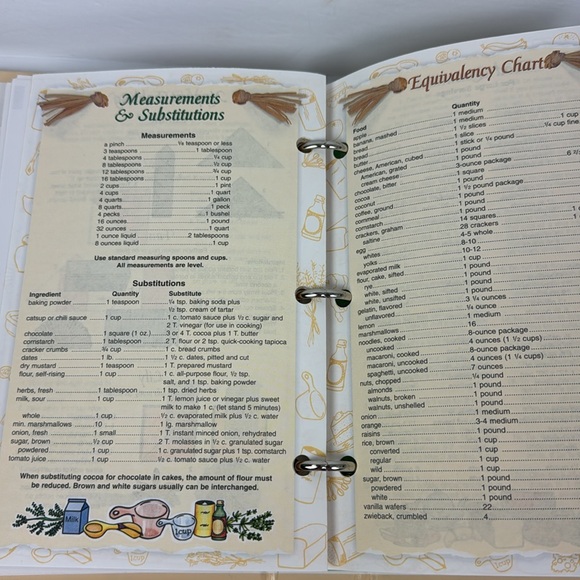 Measurements
& Substitutions
Measurements
a pinch ⅛ teaspoon or less
3 teaspoons 1 tablespoon
4 tablespoons ¼ cup
8 tablespoons ½ cup
12 tablespoons ¾ cup
16 tablespoons 1 cup
2 cups 1 pint
4 cups 1 quart
4 quarts 1 gallon
8 quarts 1 peck
4 pecks 1 bushel
16 ounces 1 pound
32 ounces 1 quart
1 ounce liquid 2 tablespoons
8 ounces liquid 1 cup
Use standard measuring spoons and cups.
All measurements are level.
Substitutions
Ingredient Quantity Substitute
baking powder 1 teaspoon ¼ tsp. baking soda plus
½ tsp. cream of tartar
catsup or chili sauce 1 cup 1 c. tomato sauce plus ½ c. sugar and
2 T. vinegar (for use in cooking)
chocolate 1 square (1 oz.) 3 or 4 T. cocoa plus 1 T. butter
cornstarch 1 tablespoon 2 T. flour or 2 tsp. quick-cooking tapioca
cracker crumbs ¾ cup 1 c. bread crumbs
dates 1 lb 1 ½ c. dates, pitted and cut
dry mustard 1 teaspoon 1 T. prepared mustard
flour, self-rising 1 cup 1 c. all-purpose flour, ½ tsp.
salt, and 1 tsp. baking powder
herbs, fresh 1 tablespoon 1 tsp. dried herbs
milk, sour 1 cup 1 T. lemon juice or vinegar plus sweet
milk to make 1 c. (let stand 5 minutes)
whole 1 cup ½ c. evaporated milk plus ½ c. water
min. marshmallows 10 1 lg. marshmallow
onion, fresh 1 small 1 T. instant minced onion, rehydrated
sugar, brown ½ cup 2 T. molasses in ½ c. granulated sugar
powdered 1 cup 1 c. granulated sugar plus 1 tsp. cornstarch
tomato juice 1 cup ½ c. tomato sauce plus ½ c. water
When substituting cocoa for chocolate in cakes, the amount of flour must
be reduced. Brown and white sugars usually can be interchanged.
Milk
1cup
Equivalency Chart
Food Quantity
apple 1 medium
banana, mashed 1 medium
bread 1 ½ slices 1 cup
bread 1 slice ¼ cup fine
butter 1 stick or ¼ pound
cheese, American, cubed 1 pound
American, grated 1 pound
cream cheese 3-ounce package
chocolate, bitter 1 square
cocoa 1 pound
coconut 1 ½ pound package
coffee, ground 1 pound
cornmeal 1 pound
cornstarch 1 pound
crackers, graham 14 squares
saltine 28 crackers
egg 4-5 whole
whites 8-10
yolks 10-12
evaporated milk 1 cup
flour, cake, sifted 1 pound
rye 1 pound
white, sifted 1 pound
white, unsifted 1 pound
gelatin, flavored 3 ¼ ounces
unflavored ¼ ounce
lemon 1 medium
marshmallows 16
noodles, cooked 8-ounce package
uncooked 4 ounces (1 ½ cups)
macaroni, cooked 8-ounce package
macaroni, uncooked 4 ounces (1 ¼ cups)
spaghetti, uncooked 7 ounces
nuts, chopped ¼ pound
almonds 1 pound
walnuts, broken 1 pound
walnuts, unshelled 1 pound
onion 1 medium
orange 3-4 medium
raisins 1 pound
rice, brown 1 cup
converted 1 cup
regular 1 cup
wild 1 cup
sugar, brown 1 pound
powdered 1 pound
white 1 pound
vanilla wafers 22
zwieback, crumbled 4